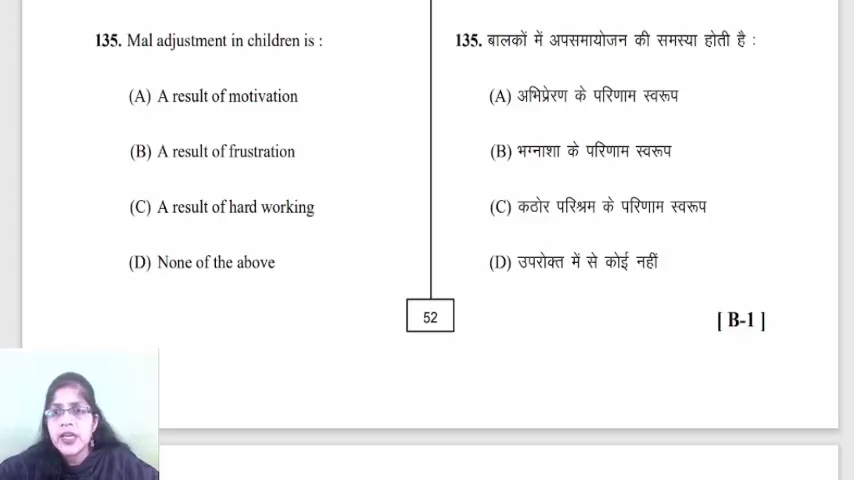 135. Mal adjustment in children is :
(A) A result of motivation
(B) A result of frustration
(C) A result of hard working
(D) None of the above
135. बालकों में अपसमायोजन की समस्या होती है :
(A) अभिप्रेरण के परिणाम स्वरूप
(B) भग्नाशा के परिणाम स्वरूप
(C) कठोर परिश्रम के परिणाम स्वरूप
(D) उपरोक्त में से कोई नहीं
52
[ B-1 ]